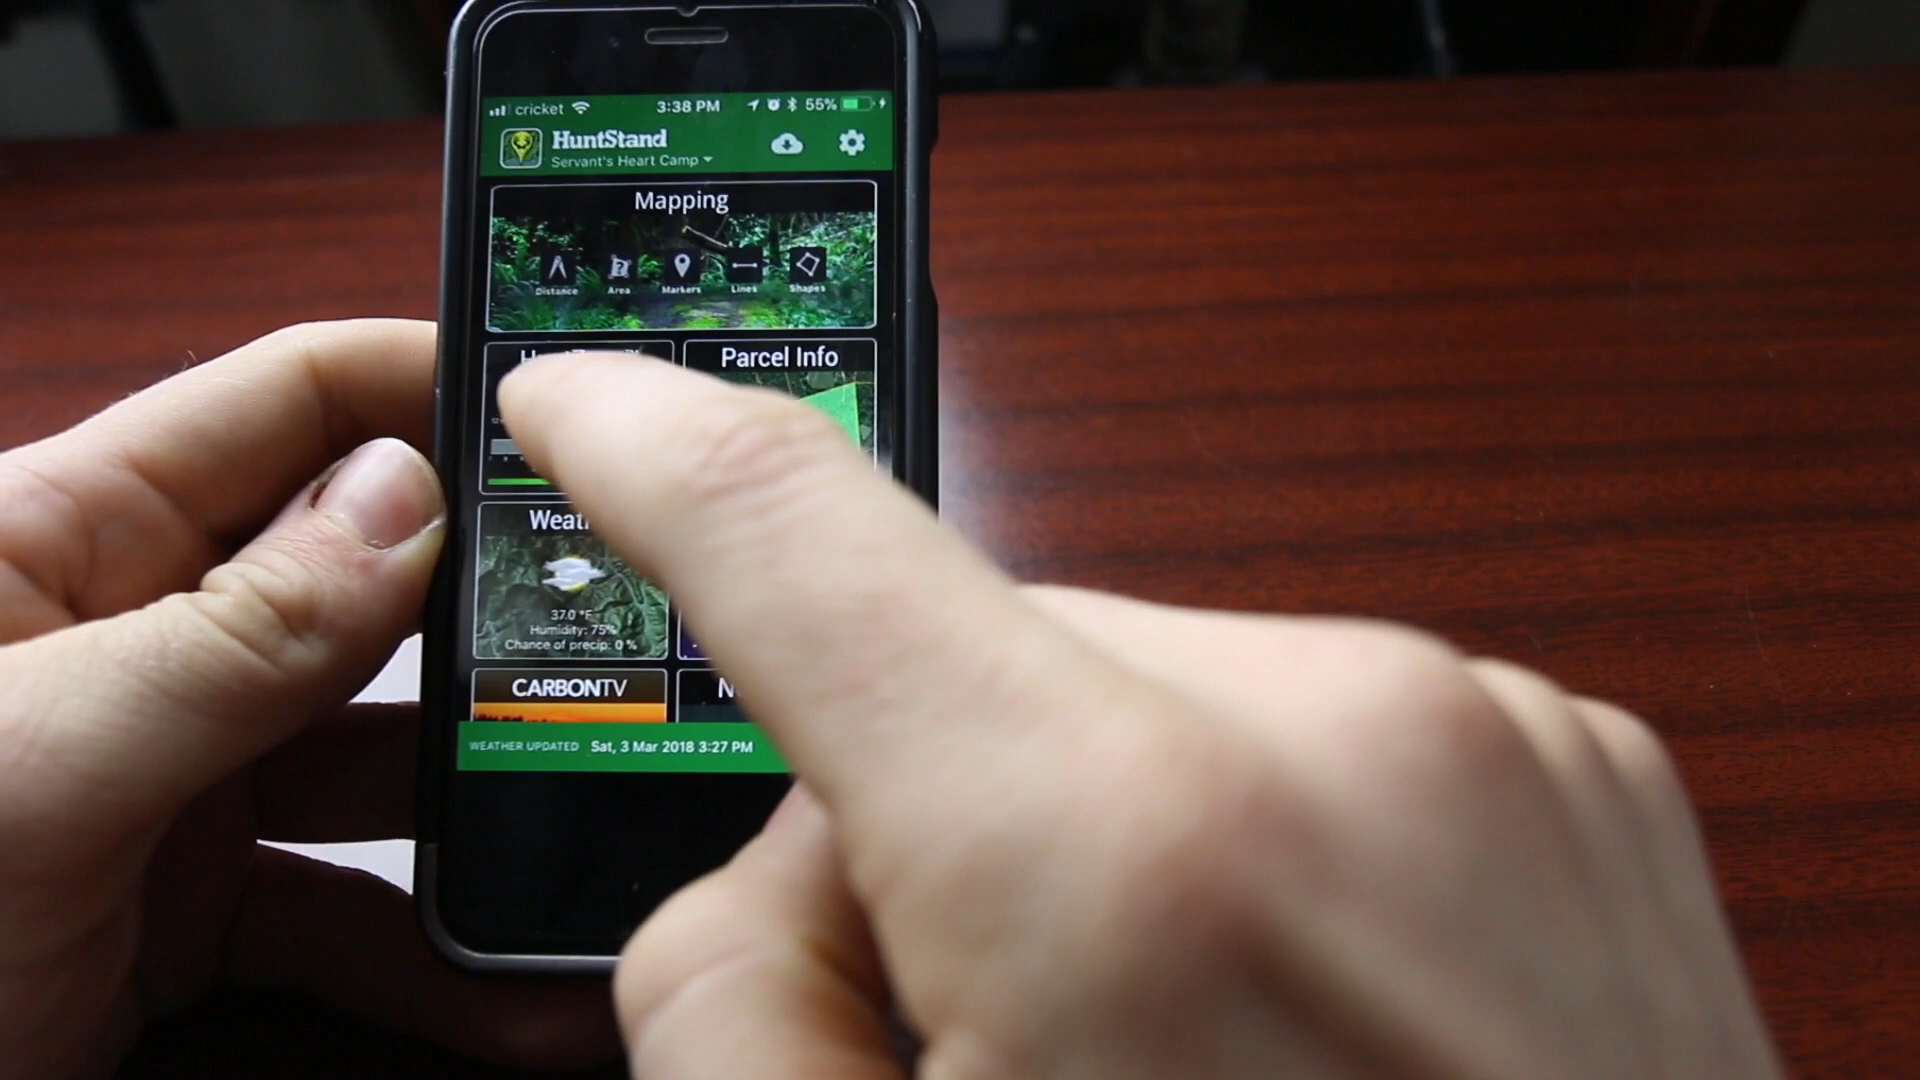 cricket 3:38 PM 55%
HuntStand
Servant's Heart Camp
Mapping
Distance Area Markers Lines Shapes
Parcel Info
37.0 °F
Humidity: 75%
Chance of precip: 0 %
CARBONTV
WEATHER UPDATED Sat, 3 Mar 2018 3:27 PM